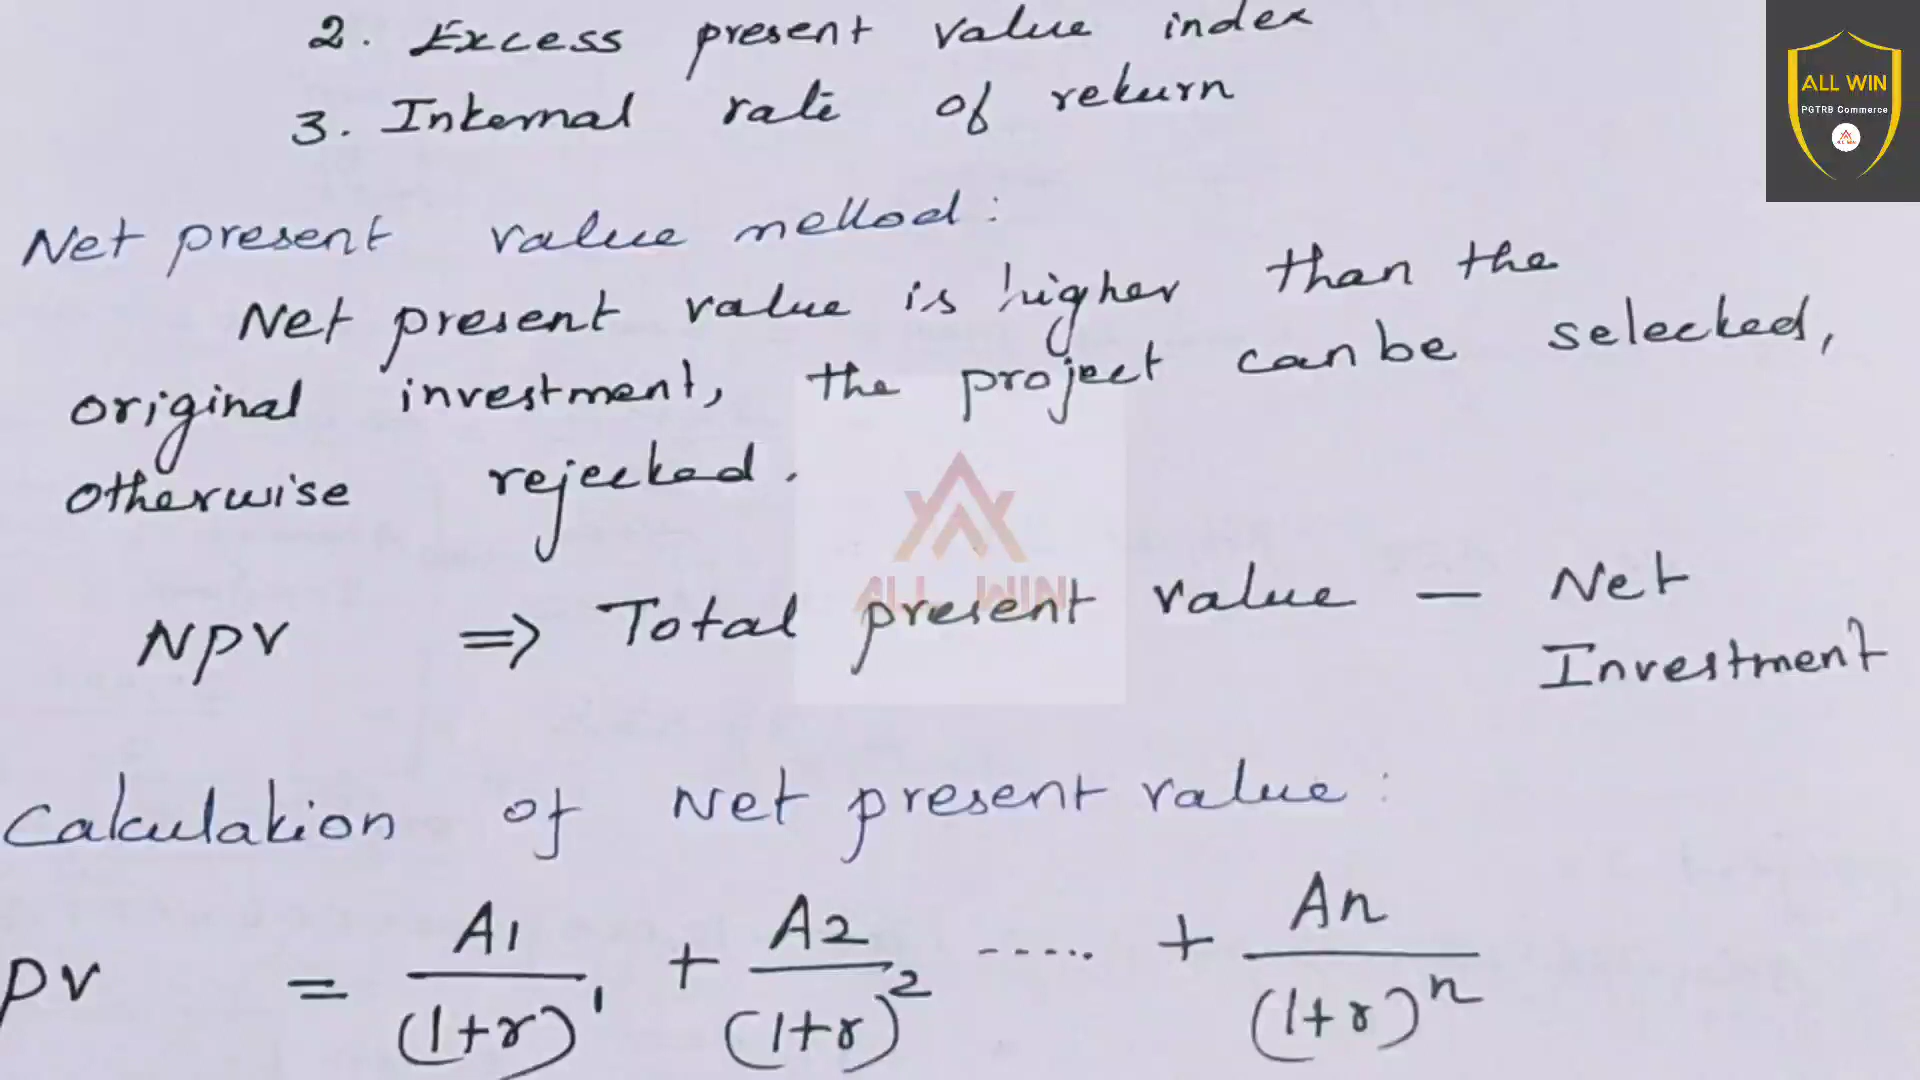 2. Excess present value index
3. Internal rate of return
ALL WIN
PGTRB Commerce
ALL WIN
Net present value method:
Net present value is higher than the
original investment, the project can be selected,
otherwise rejected.
ALL WIN
NPV => Total present value — Net
Investment
Calculation of Net present value:
PV = A1/(1+r)^1 + A2/(1+r)^2 ..... + An/(1+r)^n